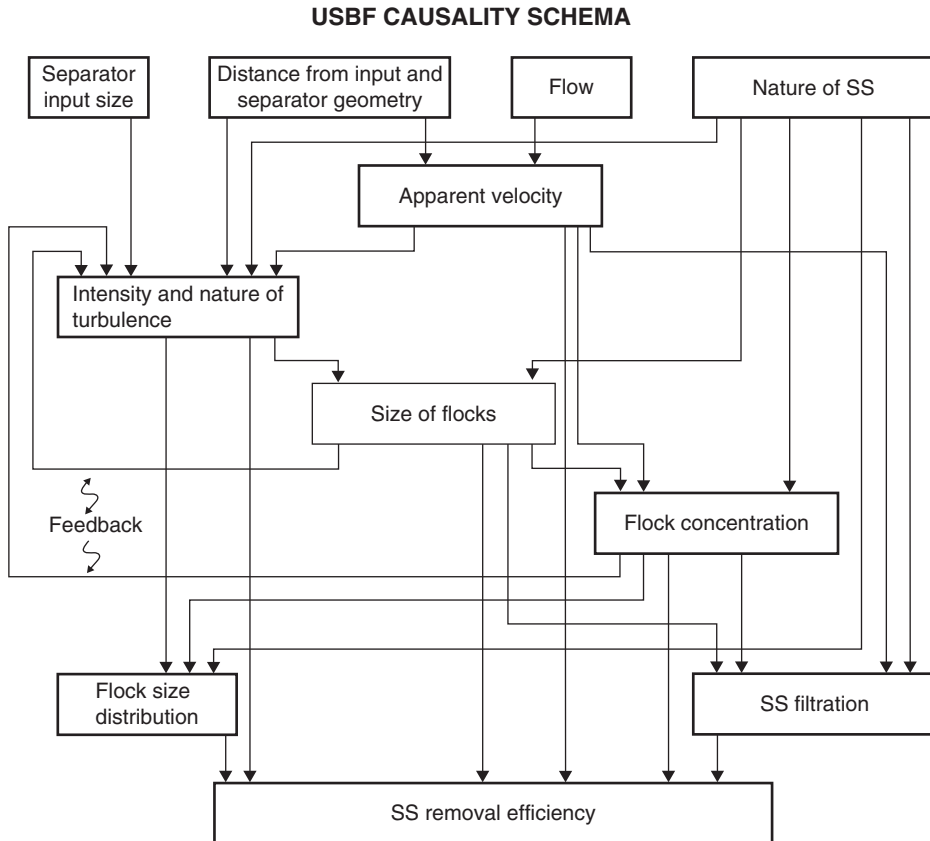 USBF CAUSALITY SCHEMA
Separator
input size
Distance from input and
separator geometry
Flow
Nature of SS
Apparent velocity
Intensity and nature of
turbulence
Size of flocks
Feedback
Flock concentration
Flock size
distribution
SS filtration
SS removal efficiency